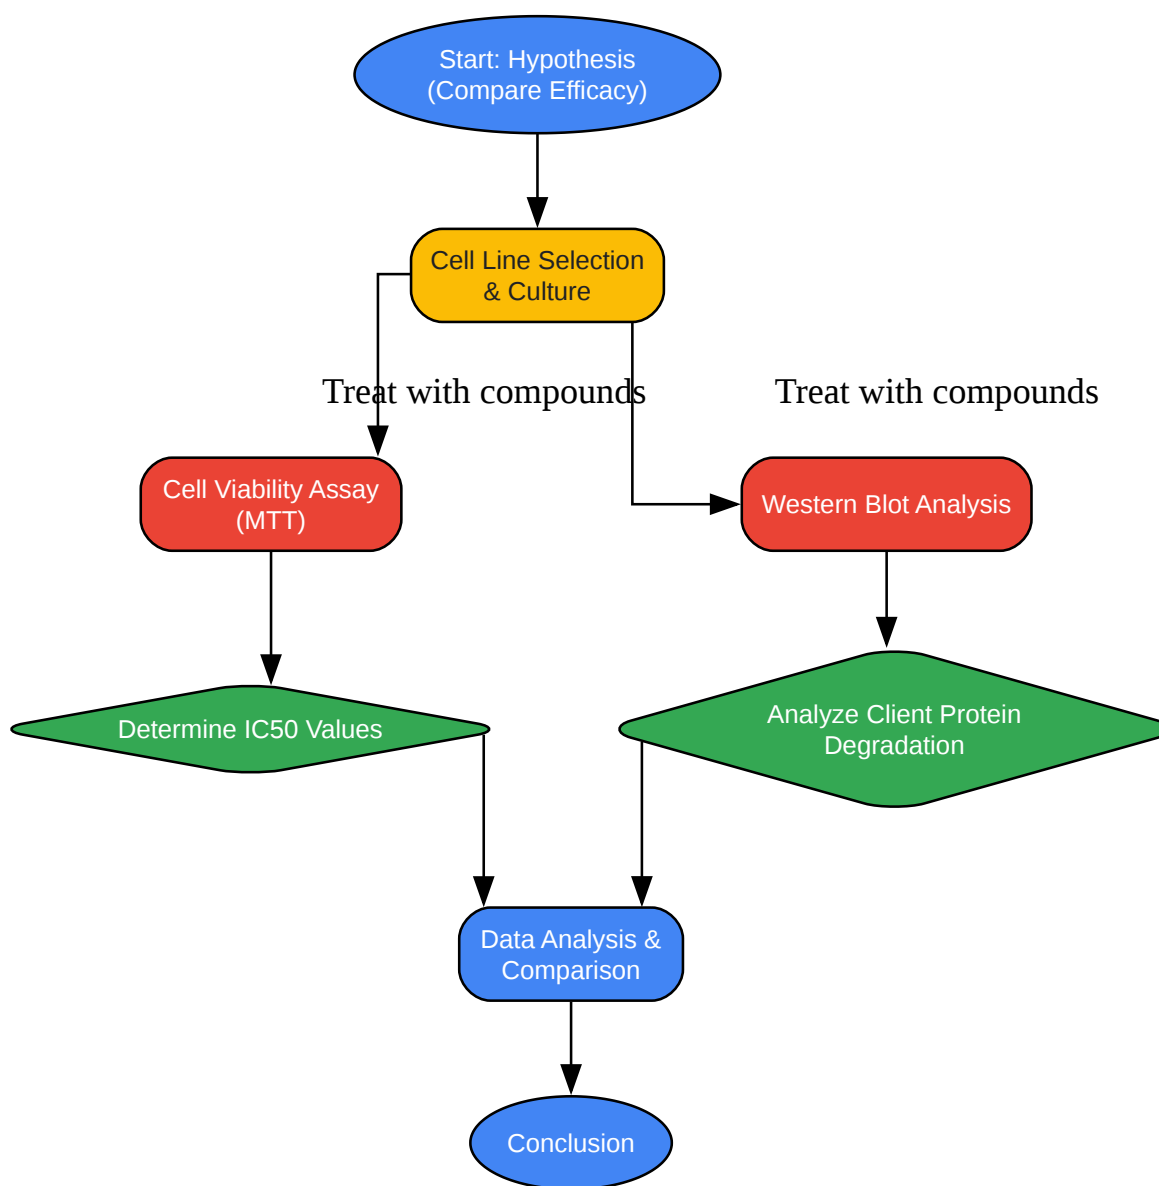 Start: Hypothesis
(Compare Efficacy)
Cell Line Selection
& Culture
Treat with compounds
Treat with compounds
Cell Viability Assay
(MTT)
Western Blot Analysis
Determine IC50 Values
Analyze Client Protein
Degradation
Data Analysis &
Comparison
Conclusion